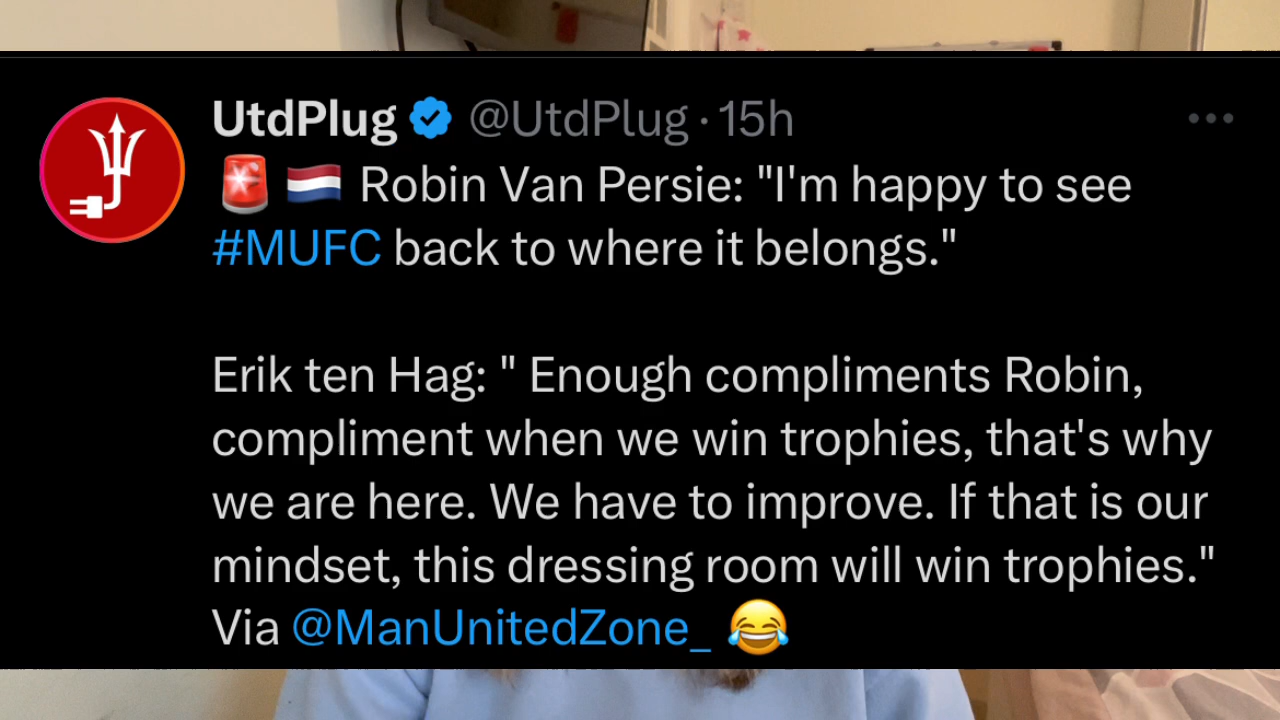 UtdPlug @UtdPlug · 15h
🚨 🇳🇱 Robin Van Persie: "I'm happy to see
#MUFC back to where it belongs."
Erik ten Hag: " Enough compliments Robin,
compliment when we win trophies, that's why
we are here. We have to improve. If that is our
mindset, this dressing room will win trophies."
Via @ManUnitedZone_ 😂